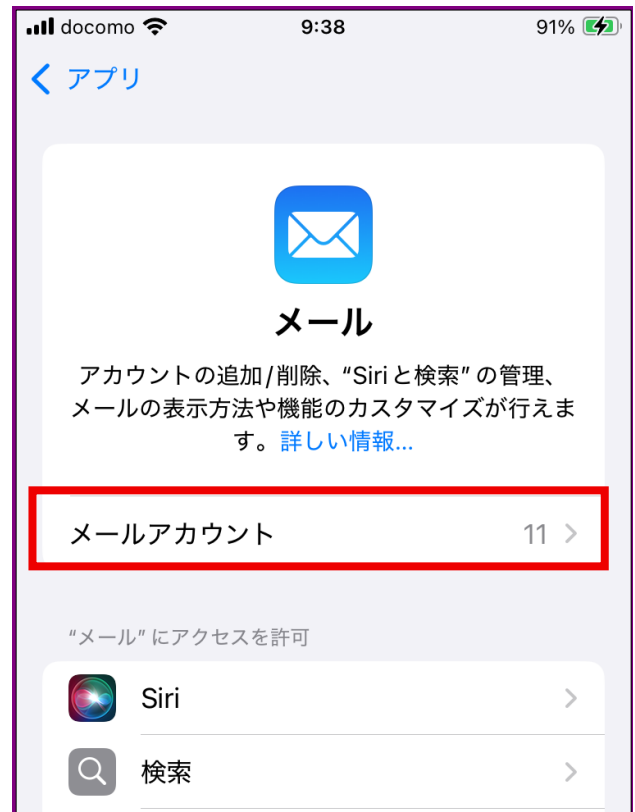 docomo 9:38 91%
アプリ
メール
アカウントの追加/削除、“Siriと検索”の管理、
メールの表示方法や機能のカスタマイズが行えま
す。詳しい情報...
メールアカウント 11
“メール”にアクセスを許可
Siri
検索